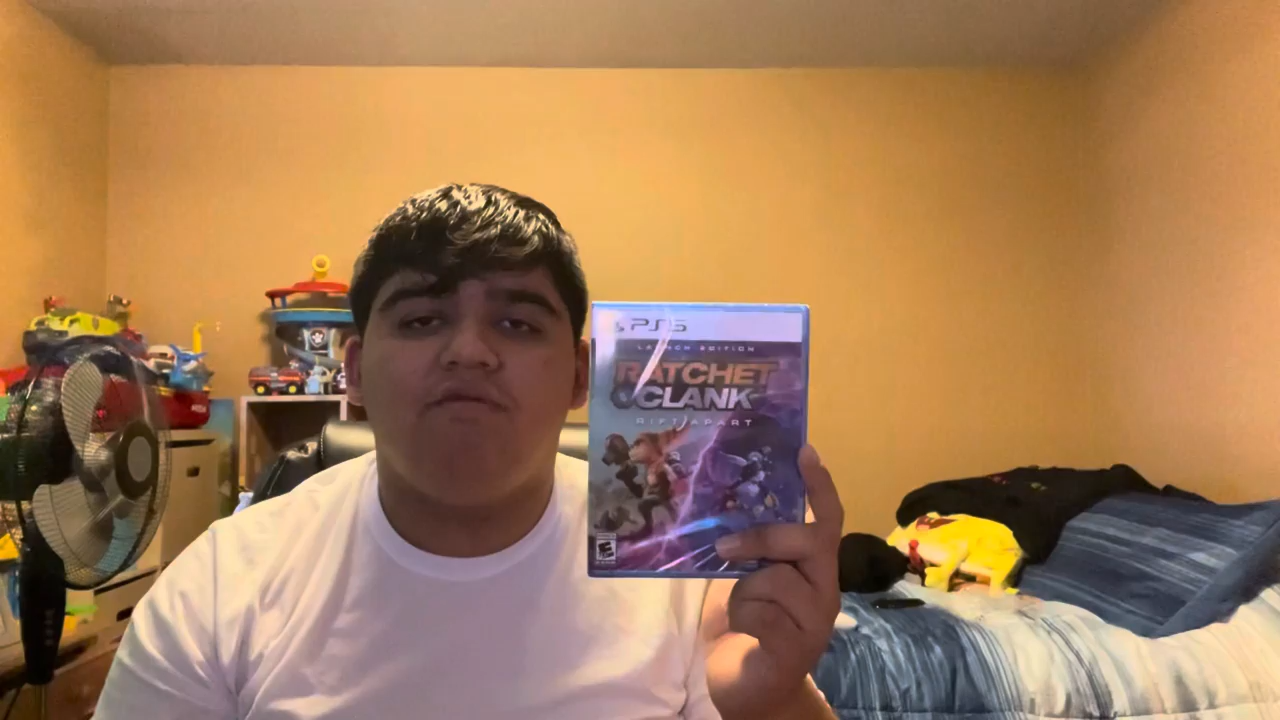 PS5
LAUNCH EDITION
RATCHET
& CLANK
RIFT APART
E